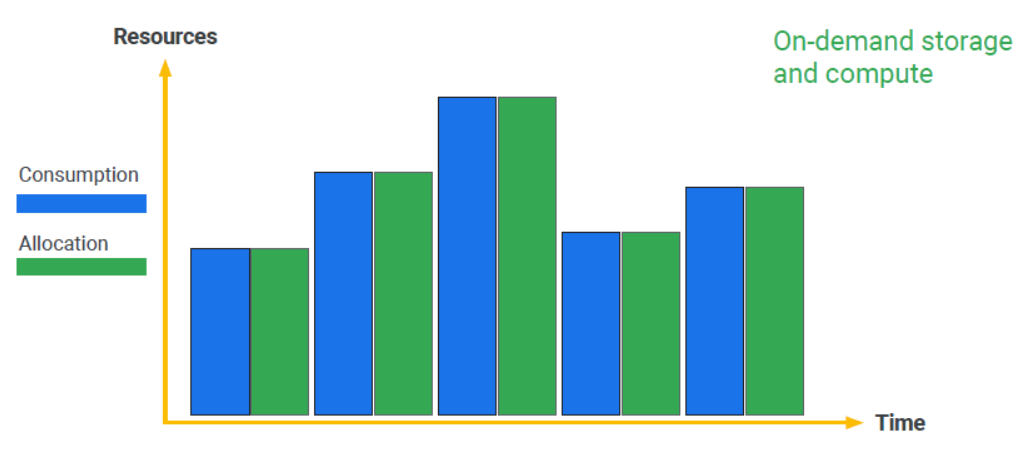 Resources
On-demand storage
and compute
Consumption
Allocation
Time